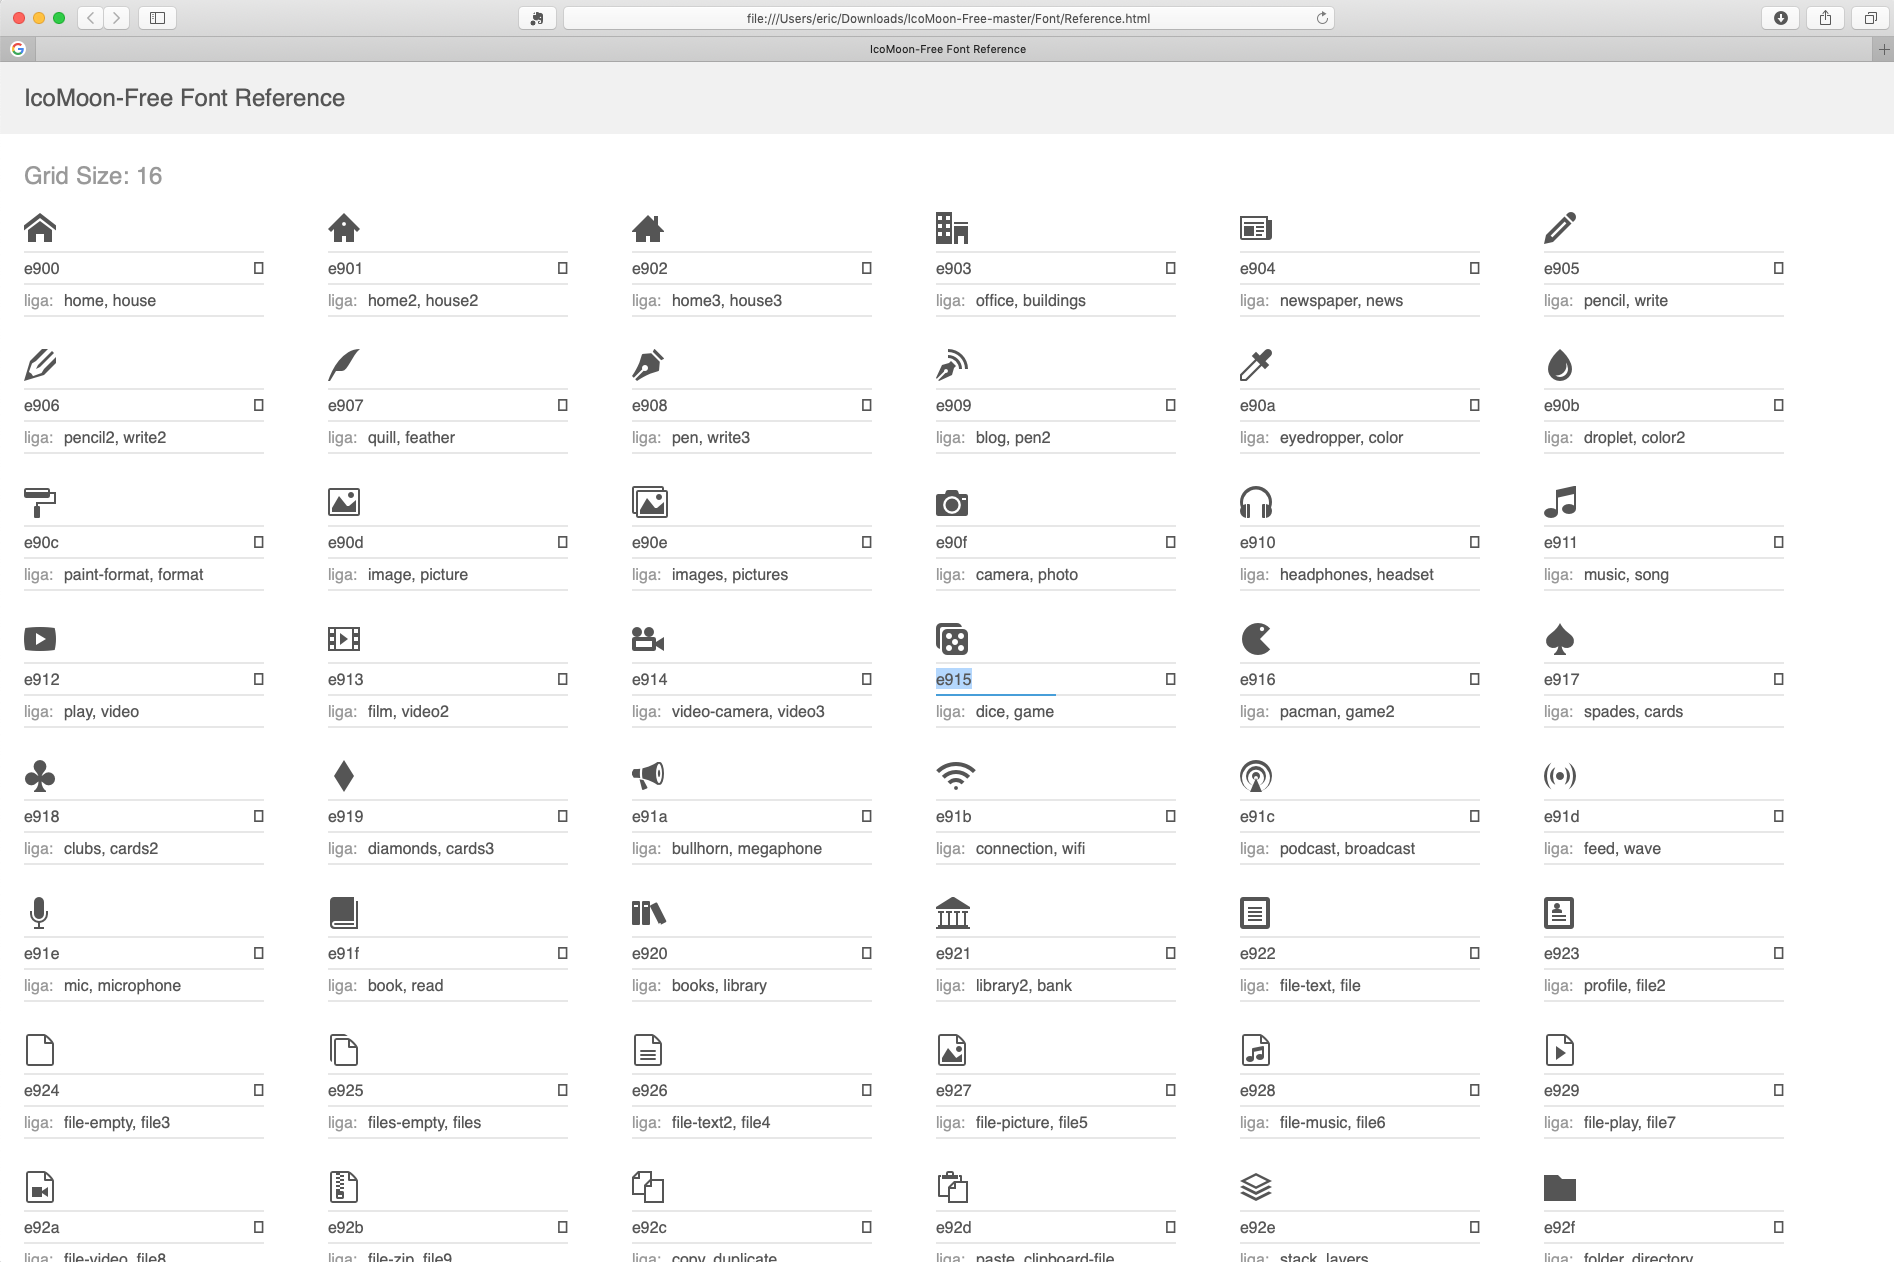 file:///Users/eric/Downloads/IcoMoon-Free-master/Font/Reference.html
IcoMoon-Free Font Reference
IcoMoon-Free Font Reference
Grid Size: 16
e900 e901 e902 e903 e904 e905
liga: home, house liga: home2, house2 liga: home3, house3 liga: office, buildings liga: newspaper, news liga: pencil, write
e906 e907 e908 e909 e90a e90b
liga: pencil2, write2 liga: quill, feather liga: pen, write3 liga: blog, pen2 liga: eyedropper, color liga: droplet, color2
e90c e90d e90e e90f e910 e911
liga: paint-format, format liga: image, picture liga: images, pictures liga: camera, photo liga: headphones, headset liga: music, song
e912 e913 e914 e915 e916 e917
liga: play, video liga: film, video2 liga: video-camera, video3 liga: dice, game liga: pacman, game2 liga: spades, cards
e918 e919 e91a e91b e91c e91d
liga: clubs, cards2 liga: diamonds, cards3 liga: bullhorn, megaphone liga: connection, wifi liga: podcast, broadcast liga: feed, wave
e91e e91f e920 e921 e922 e923
liga: mic, microphone liga: book, read liga: books, library liga: library2, bank liga: file-text, file liga: profile, file2
e924 e925 e926 e927 e928 e929
liga: file-empty, file3 liga: files-empty, files liga: file-text2, file4 liga: file-picture, file5 liga: file-music, file6 liga: file-play, file7
e92a e92b e92c e92d e92e e92f
liga: file-video, file8 liga: file-zip, file9 liga: copy, duplicate liga: paste, clipboard-file liga: stack, layers liga: folder, directory